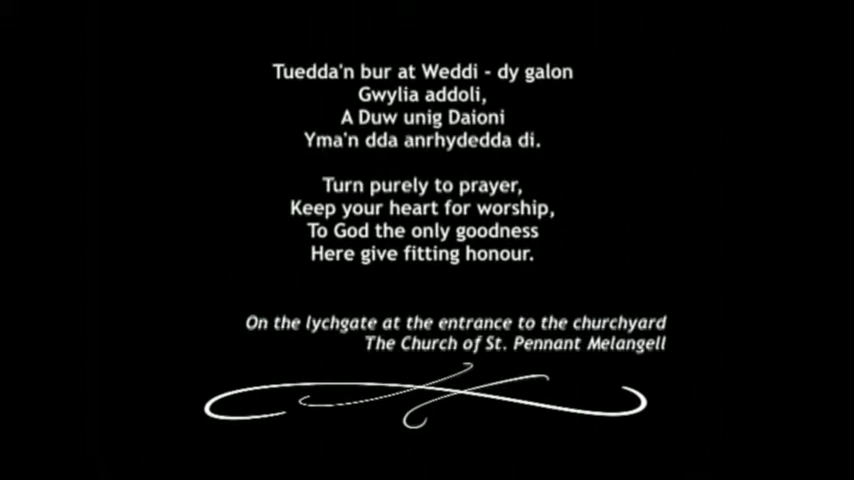 Tuedda'n bur at Weddi - dy galon
Gwylia addoli,
A Duw unig Daioni
Yma'n dda anrhydedda di.
Turn purely to prayer,
Keep your heart for worship,
To God the only goodness
Here give fitting honour.
On the lychgate at the entrance to the churchyard
The Church of St. Pennant Melangell